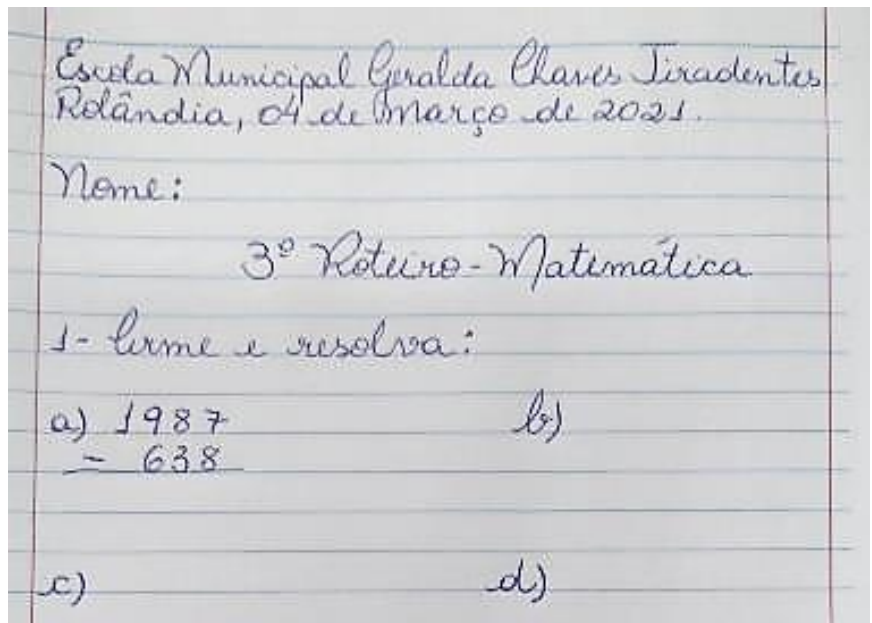 Escola Municipal Geralda Chaves Tiradentes
Rolândia, 04 de Março de 2021.
Nome:
3º Roteiro - Matemática
1- Arme e resolva:
a) 1987 b)
- 638
c) d)